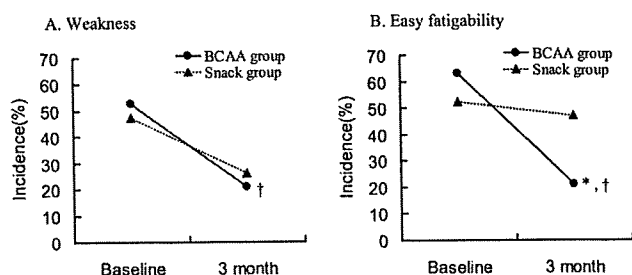 A. Weakness
BCAA group
Snack group
Incidence(%)
70
60
50
40
30
20
10
0
†
Baseline
3 month
B. Easy fatigability
BCAA group
Snack group
Incidence(%)
70
60
50
40
30
20
10
0
*,†
Baseline
3 month